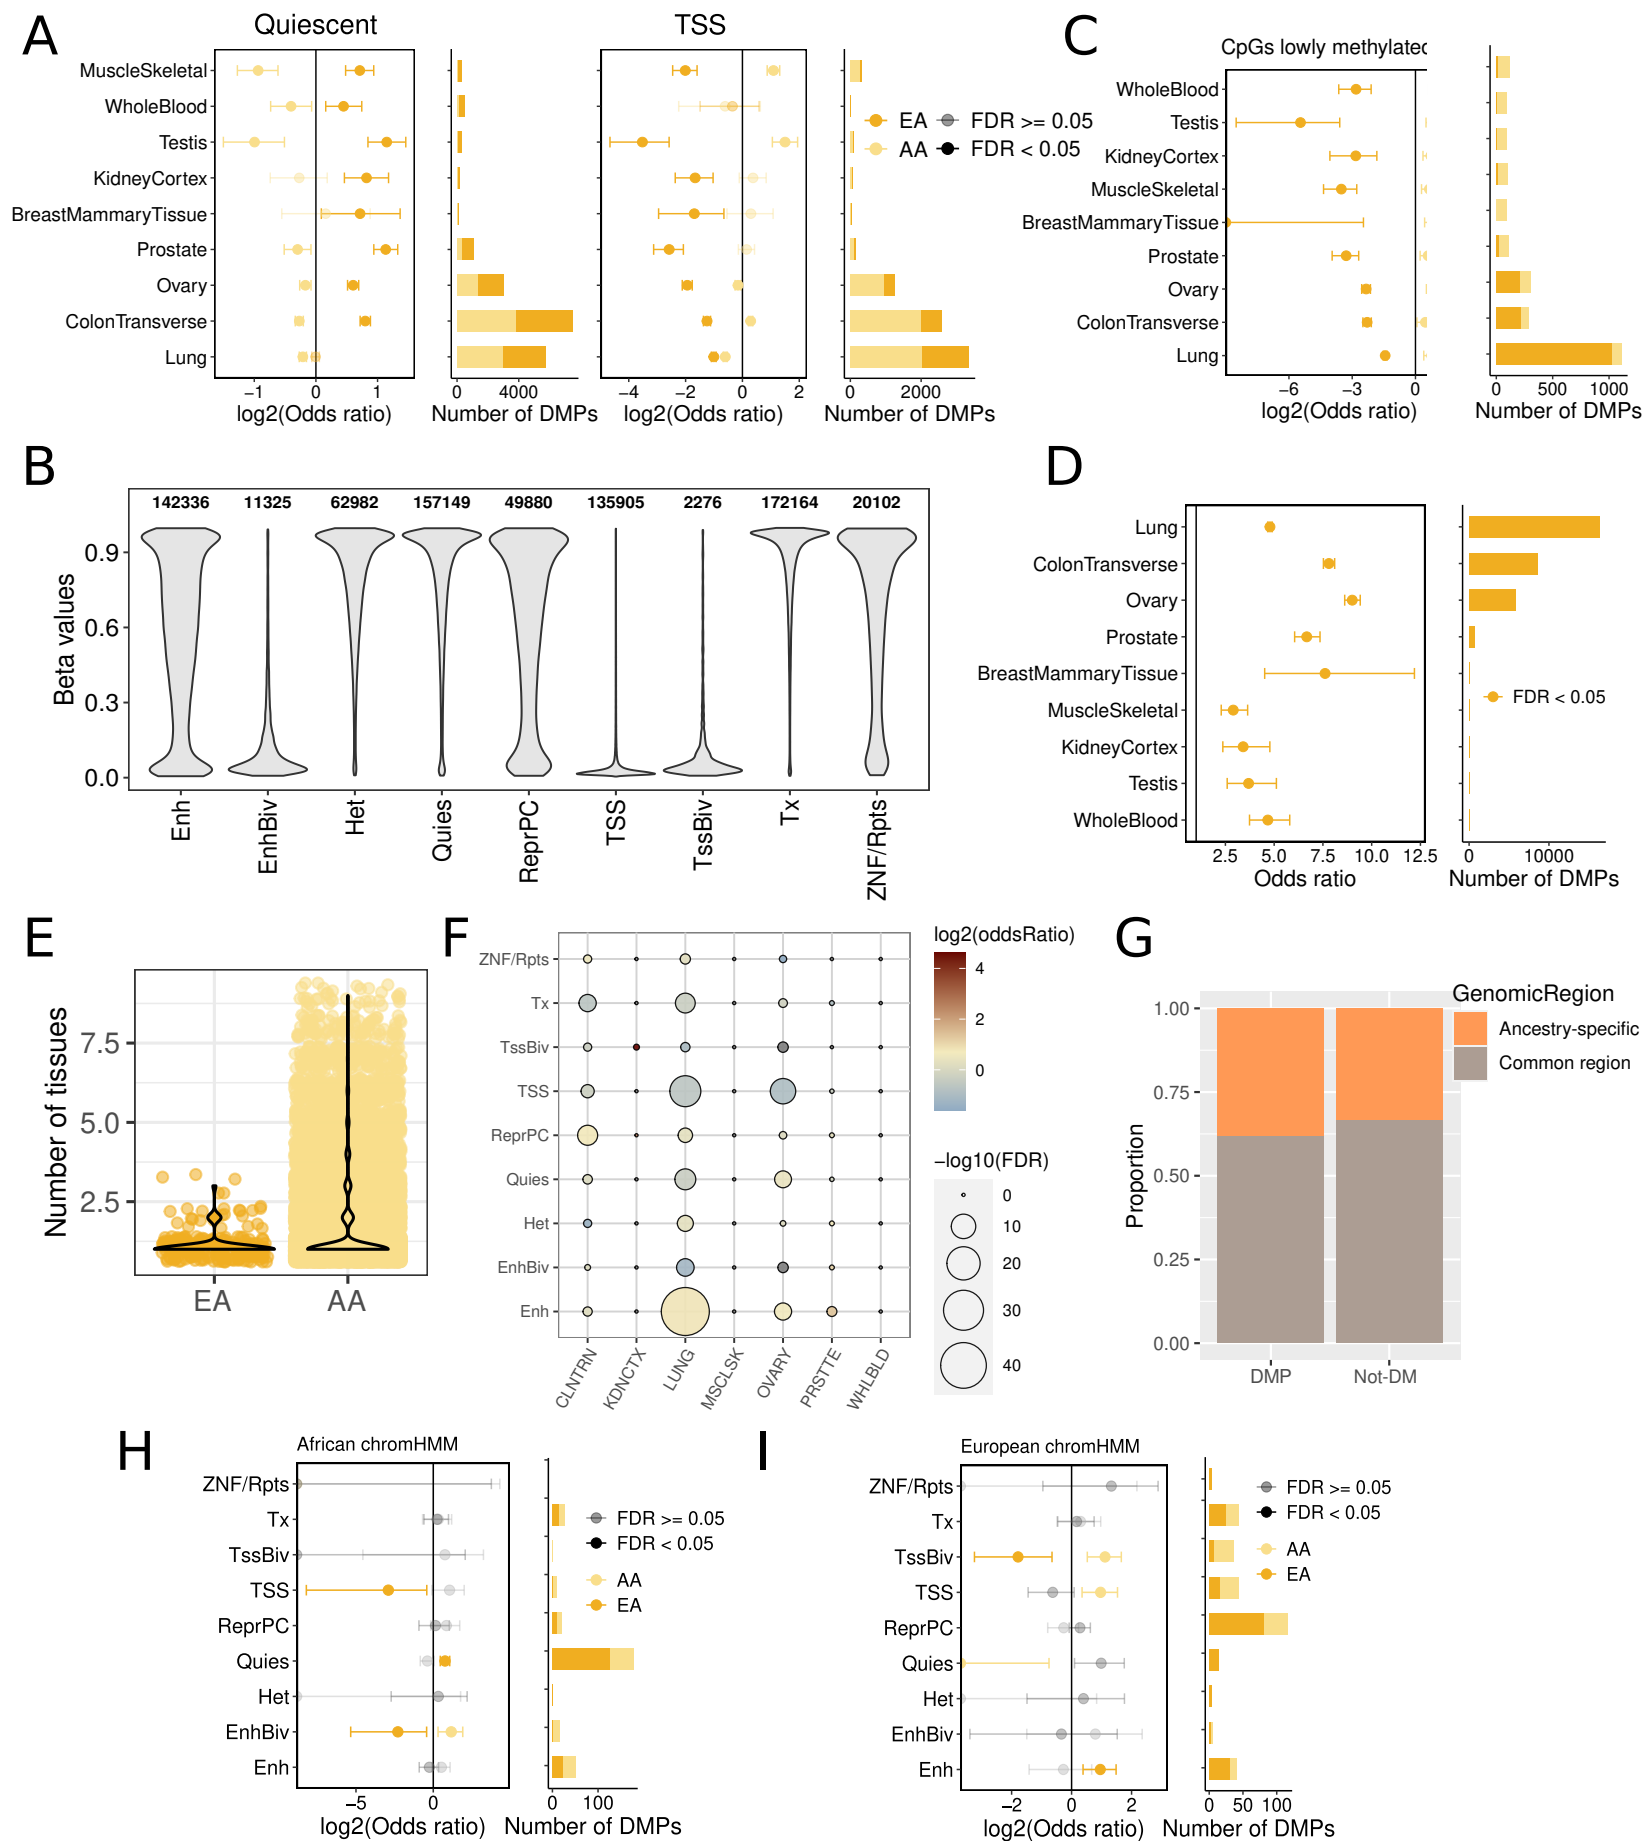 A
Quiescent
TSS
MuscleSkeletal
WholeBlood
Testis
KidneyCortex
BreastMammaryTissue
Prostate
Ovary
ColonTransverse
Lung
−1
0
1
log2(Odds ratio)
0
4000
Number of DMPs
−4
−2
0
2
log2(Odds ratio)
0
2000
Number of DMPs
EA
AA
FDR >= 0.05
FDR < 0.05
C
CpGs lowly methylated
WholeBlood
Testis
KidneyCortex
MuscleSkeletal
BreastMammaryTissue
Prostate
Ovary
ColonTransverse
Lung
−6
−3
0
log2(Odds ratio)
0
500
1000
Number of DMPs
B
142336
11325
62982
157149
49880
135905
2276
172164
20102
Beta values
0.9
0.6
0.3
0.0
Enh
EnhBiv
Het
Quies
ReprPC
TSS
TssBiv
Tx
ZNF/Rpts
D
Lung
ColonTransverse
Ovary
Prostate
BreastMammaryTissue
MuscleSkeletal
KidneyCortex
Testis
WholeBlood
2.5
5.0
7.5
10.0
12.5
Odds ratio
0
10000
Number of DMPs
FDR < 0.05
E
Number of tissues
7.5
5.0
2.5
EA
AA
F
ZNF/Rpts
Tx
TssBiv
TSS
ReprPC
Quies
Het
EnhBiv
Enh
CLNTRN
KDNCTX
LUNG
MSCLSK
OVARY
PRSTTE
WHLBLD
log2(oddsRatio)
4
2
0
−log10(FDR)
0
10
20
30
40
G
Proportion
1.00
0.75
0.50
0.25
0.00
DMP
Not-DM
GenomicRegion
Ancestry-specific
Common region
H
African chromHMM
ZNF/Rpts
Tx
TssBiv
TSS
ReprPC
Quies
Het
EnhBiv
Enh
−5
0
log2(Odds ratio)
0
100
Number of DMPs
FDR >= 0.05
FDR < 0.05
AA
EA
I
European chromHMM
ZNF/Rpts
Tx
TssBiv
TSS
ReprPC
Quies
Het
EnhBiv
Enh
−2
0
2
log2(Odds ratio)
0
50
100
Number of DMPs
FDR >= 0.05
FDR < 0.05
AA
EA